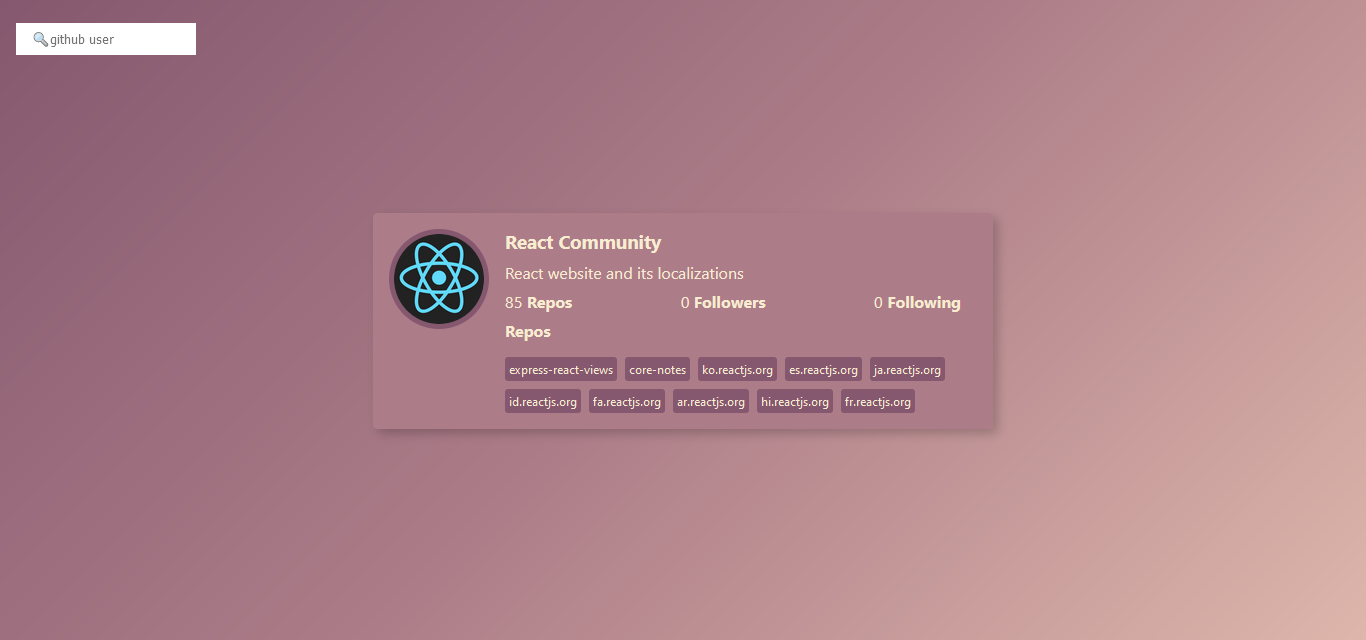 🔍github user
React Community
React website and its localizations
85 Repos 0 Followers 0 Following
Repos
express-react-views core-notes ko.reactjs.org es.reactjs.org ja.reactjs.org
id.reactjs.org fa.reactjs.org ar.reactjs.org hi.reactjs.org fr.reactjs.org